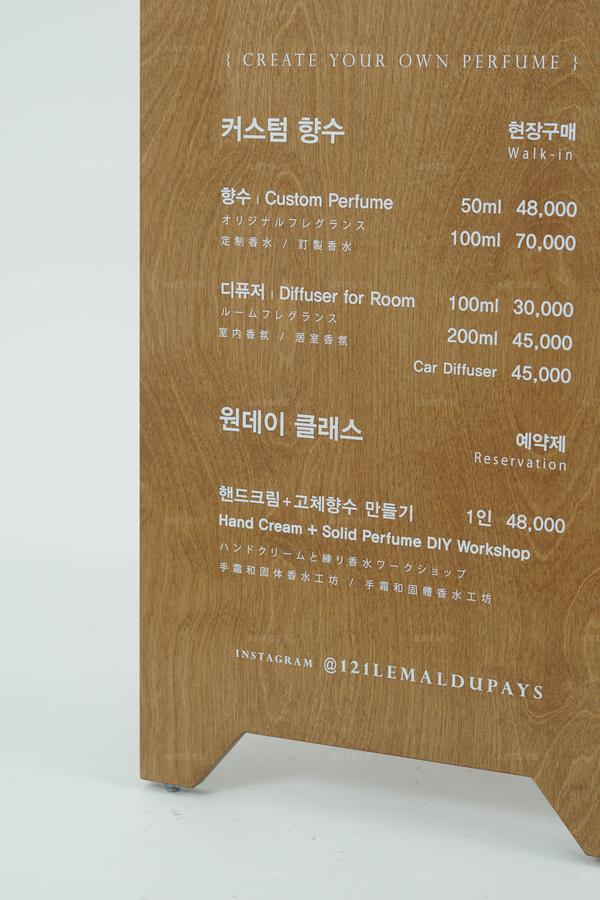 { CREATE YOUR OWN PERFUME }
커스텀 향수 현장구매
Walk-in
향수 | Custom Perfume 50ml 48,000
オリジナルフレグランス
定制香水 / 訂製香水 100ml 70,000
디퓨저 | Diffuser for Room 100ml 30,000
ルームフレグランス
室内香氛 / 居室香氛 200ml 45,000
Car Diffuser 45,000
원데이 클래스 예약제
Reservation
핸드크림+고체향수 만들기 1인 48,000
Hand Cream + Solid Perfume DIY Workshop
ハンドクリームと練り香水ワークショップ
手霜和固体香水工坊 / 手霜和固體香水工坊
INSTAGRAM @121LEMALDUPAYS